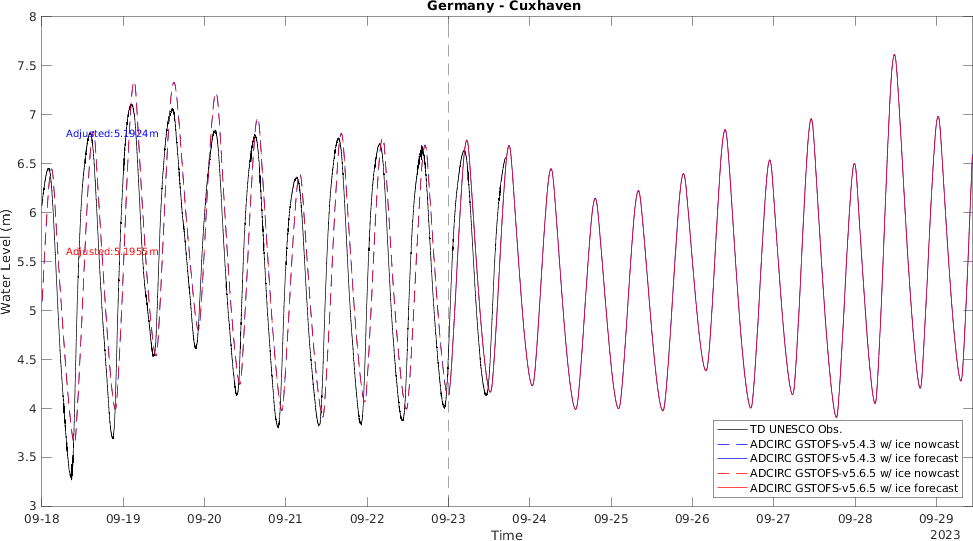 Germany - Cuxhaven
8
7.5
7
6.5
6
5.5
5
4.5
4
3.5
3
Water Level (m)
Adjusted:5.1924m
Adjusted:5.1955m
TD UNESCO Obs.
ADCIRC GSTOFS-v5.4.3 w/ ice nowcast
ADCIRC GSTOFS-v5.4.3 w/ ice forecast
ADCIRC GSTOFS-v5.6.5 w/ ice nowcast
ADCIRC GSTOFS-v5.6.5 w/ ice forecast
09-18 09-19 09-20 09-21 09-22 09-23 09-24 09-25 09-26 09-27 09-28 09-29
Time
2023